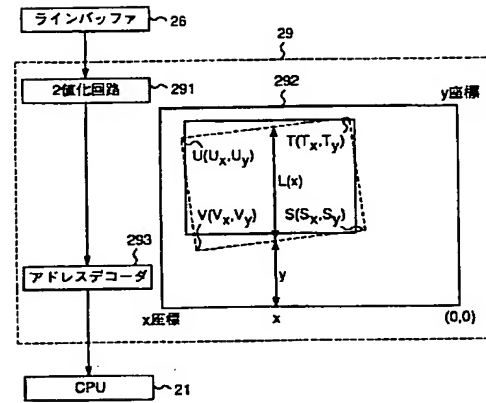 ラインバッファ
26
29
2値化回路
291
292
y座標
U(Ux,Uy)
T(Tx,Ty)
L(x)
V(Vx,Vy)
S(Sx,Sy)
293
アドレスデコーダ
y
x座標
x
(0,0)
CPU
21